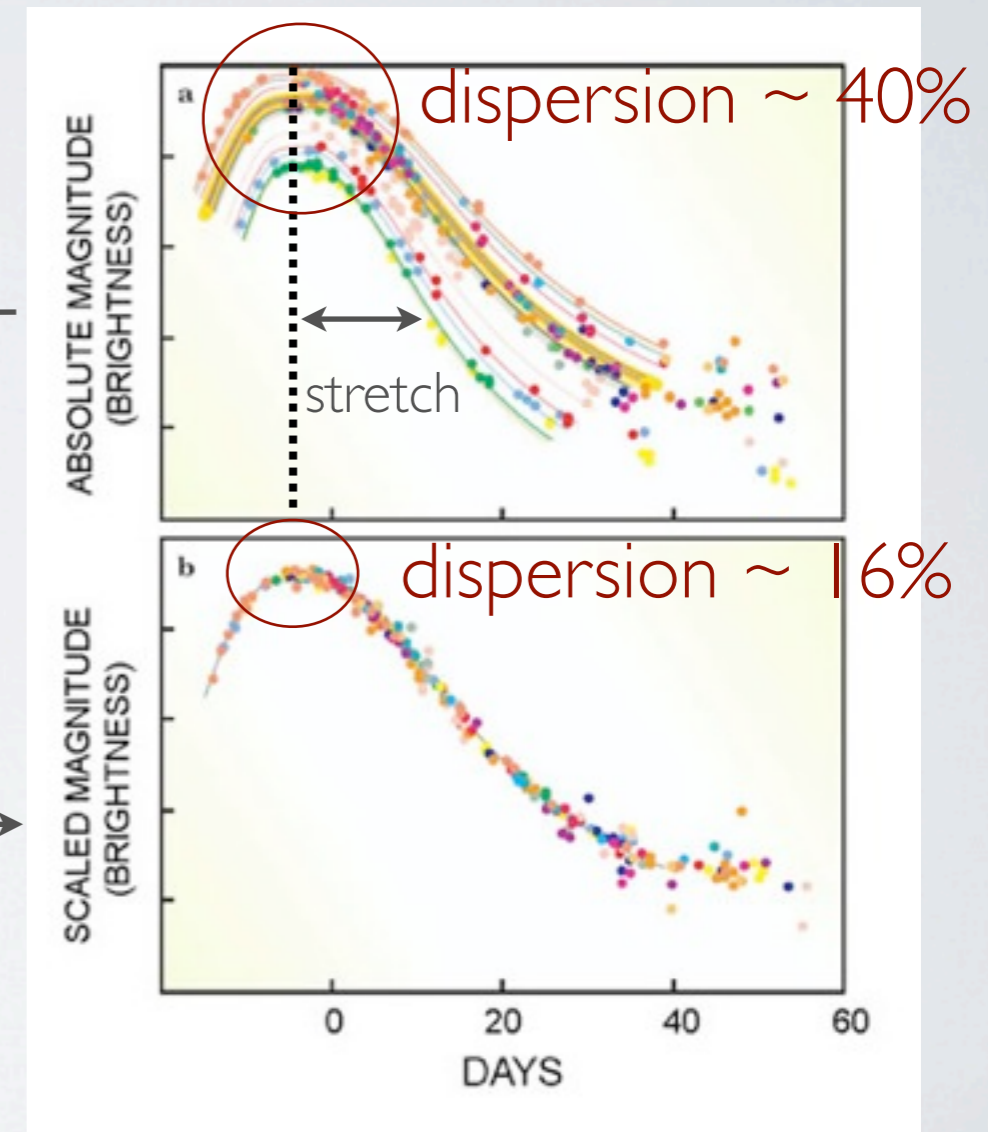 a
dispersion ~ 40%
ABSOLUTE MAGNITUDE
(BRIGHTNESS)
stretch
b
dispersion ~ 16%
SCALED MAGNITUDE
(BRIGHTNESS)
0 20 40 60
DAYS